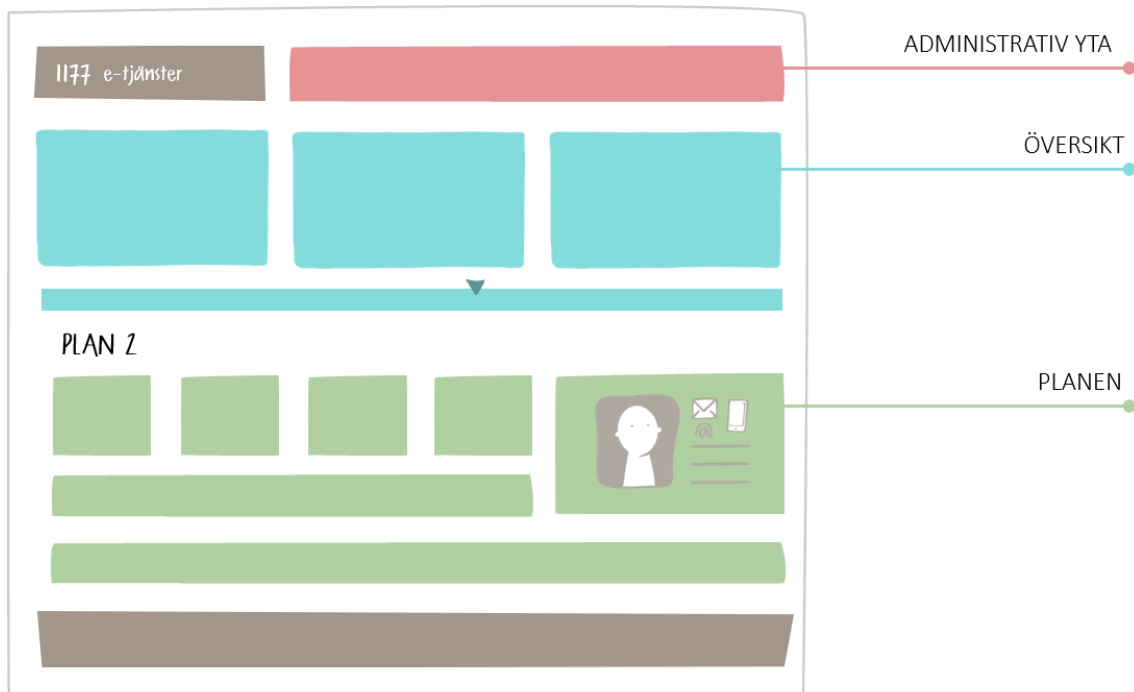 1177 e-tjänster
ADMINISTRATIV YTA
ÖVERSIKT
PLAN 2
PLANEN
@